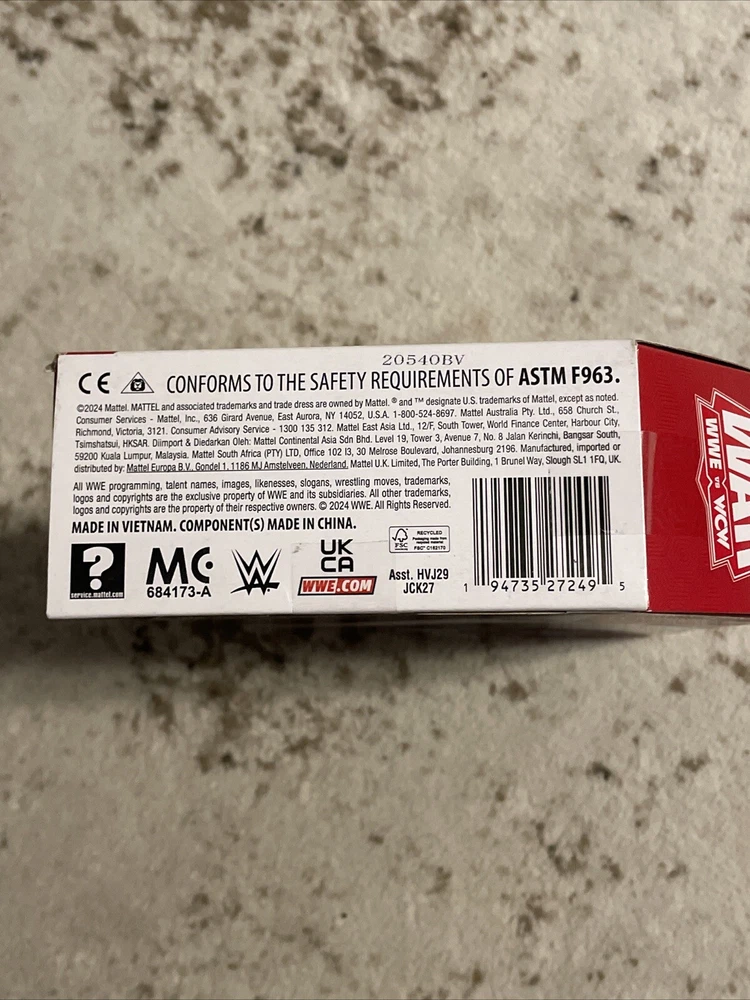 20540BV
CE CONFORMS TO THE SAFETY REQUIREMENTS OF ASTM F963.
©2024 Mattel. MATTEL and associated trademarks and trade dress are owned by Mattel. ® and ™ designate U.S. trademarks of Mattel, except as noted.
Consumer Services - Mattel, Inc., 636 Girard Avenue, East Aurora, NY 14052, U.S.A. 1-800-524-8697. Mattel Australia Pty. Ltd., 658 Church St.,
Richmond, Victoria, 3121. Consumer Advisory Service - 1300 135 312. Mattel East Asia Ltd., 12/F, South Tower, World Finance Center, Harbour City,
Tsimshatsui, HKSAR. Diimport & Diedarkan Oleh: Mattel Continental Asia Sdn Bhd. Level 19, Tower 3, Avenue 7, No. 8 Jalan Kerinchi, Bangsar South,
59200 Kuala Lumpur, Malaysia. Mattel South Africa (PTY) LTD, Office 102 I3, 30 Melrose Boulevard, Johannesburg 2196. Manufactured, imported or
distributed by: Mattel Europa B.V., Gondel 1, 1186 MJ Amstelveen, Nederland. Mattel U.K. Limited, The Porter Building, 1 Brunel Way, Slough SL1 1FQ, UK.
All WWE programming, talent names, images, likenesses, slogans, wrestling moves, trademarks,
logos and copyrights are the exclusive property of WWE and its subsidiaries. All other trademarks,
logos and copyrights are the property of their respective owners. © 2024 WWE. All Rights Reserved.
MADE IN VIETNAM. COMPONENT(S) MADE IN CHINA.
?
service.mattel.com
MC
684173-A
W
UK
CA
WWE.COM
FSC
RECYCLED
Packaging made from
recycled material
FSC® C182170
Asst. HVJ29
JCK27
1 94735 27249 5
WWE vs WCW